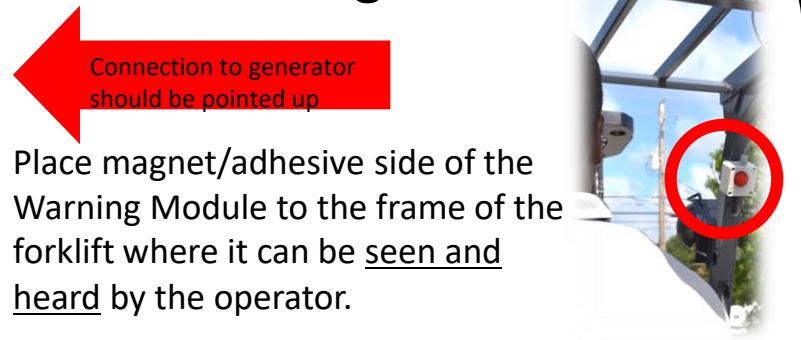 Connection to generator
should be pointed up
Place magnet/adhesive side of the
Warning Module to the frame of the
forklift where it can be seen and
heard by the operator.